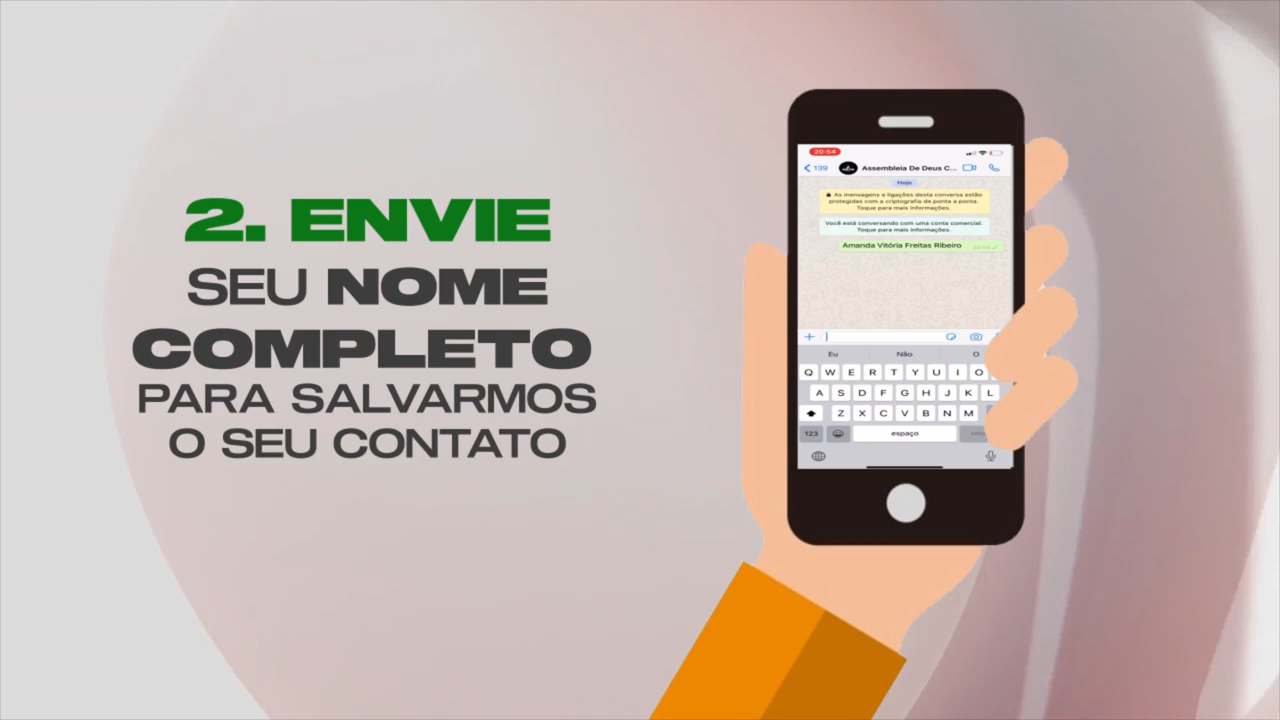 2. ENVIE
SEU NOME
COMPLETO
PARA SALVARMOS
O SEU CONTATO
20:54
139 Assembleia De Deus C...
Hoje
As mensagens e ligações desta conversa estão
protegidas com a criptografia de ponta a ponta.
Toque para mais informações.
Você está conversando com uma conta comercial.
Toque para mais informações.
Amanda Vitória Freitas Ribeiro 20:54
Eu Não O
Q W E R T Y U I O
A S D F G H J K L
Z X C V B N M
123 espaço